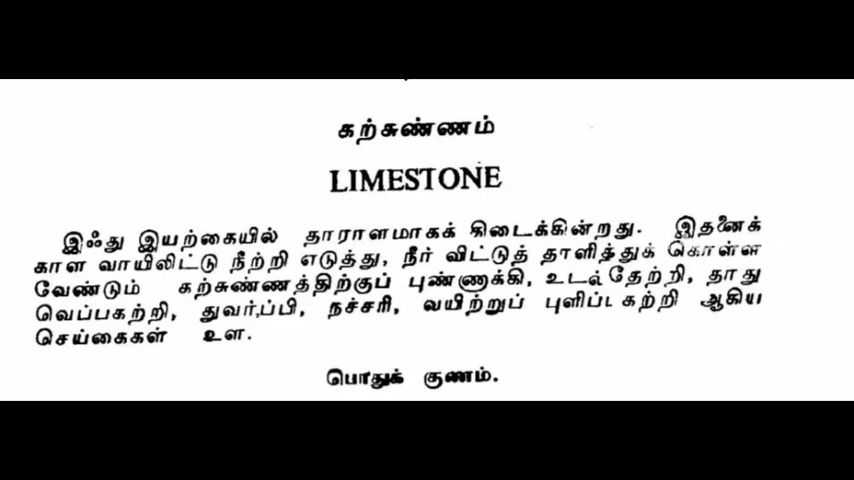 கற்சுண்ணம்
LIMESTONE
இஃது இயற்கையில் தாராளமாகக் கிடைக்கின்றது. இதனைக்
காள வாயிலிட்டு நீற்றி எடுத்து, நீர் விட்டுத் தாளித்துக் கொள்ள
வேண்டும் கற்சுண்ணத்திற்குப் புண்ணாக்கி, உடல்தேற்றி, தாது
வெப்பகற்றி, துவர்ப்பி, நச்சரி, வயிற்றுப் புளிப்டகற்றி ஆகிய
செய்கைகள் உள.
பொதுக் குணம்.